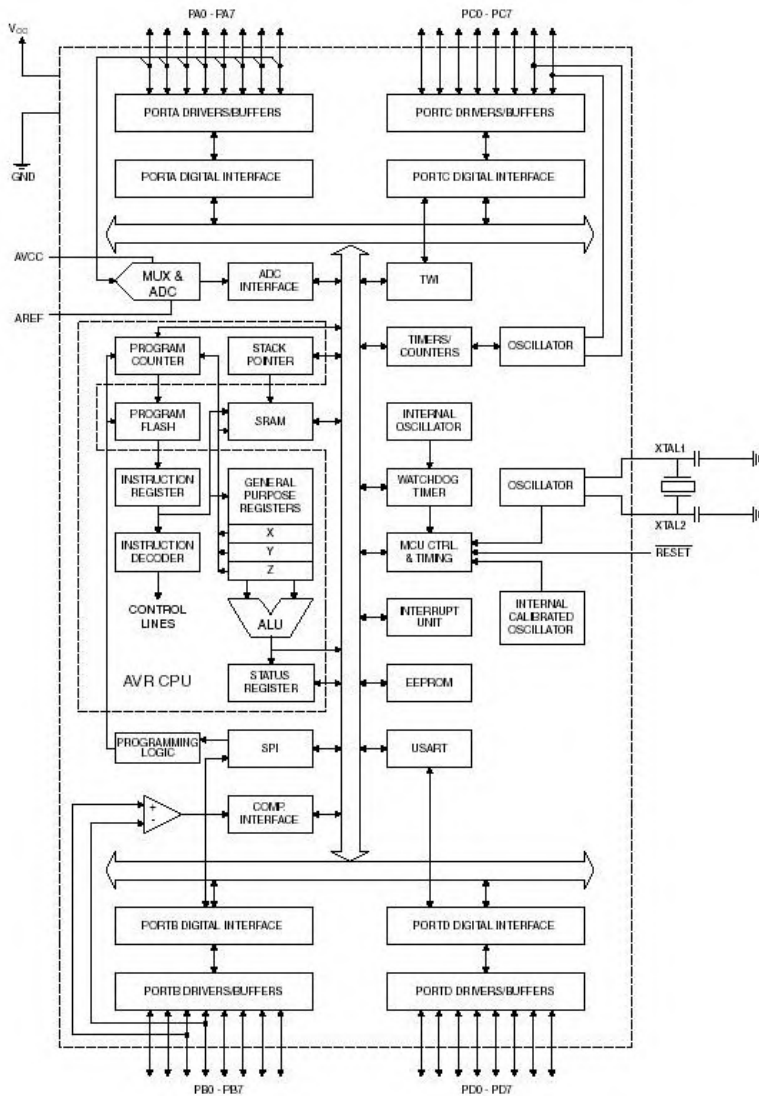 PA0 - PA7
PC0 - PC7
VCC
PORTA DRIVERS/BUFFERS
PORTC DRIVERS/BUFFERS
GND
PORTA DIGITAL INTERFACE
PORTC DIGITAL INTERFACE
AVCC
MUX &
ADC
ADC
INTERFACE
TWI
AREF
PROGRAM
COUNTER
STACK
POINTER
TIMERS/
COUNTERS
OSCILLATOR
PROGRAM
FLASH
SRAM
INTERNAL
OSCILLATOR
XTAL1
INSTRUCTION
REGISTER
GENERAL
PURPOSE
REGISTERS
WATCHDOG
TIMER
OSCILLATOR
X
XTAL2
INSTRUCTION
DECODER
Y
MCU CTRL.
& TIMING
RESET
Z
CONTROL
LINES
ALU
INTERRUPT
UNIT
INTERNAL
CALIBRATED
OSCILLATOR
AVR CPU
STATUS
REGISTER
EEPROM
PROGRAMMING
LOGIC
SPI
USART
+
-
COMP.
INTERFACE
PORTB DIGITAL INTERFACE
PORTD DIGITAL INTERFACE
PORTB DRIVERS/BUFFERS
PORTD DRIVERS/BUFFERS
PB0 - PB7
PD0 - PD7